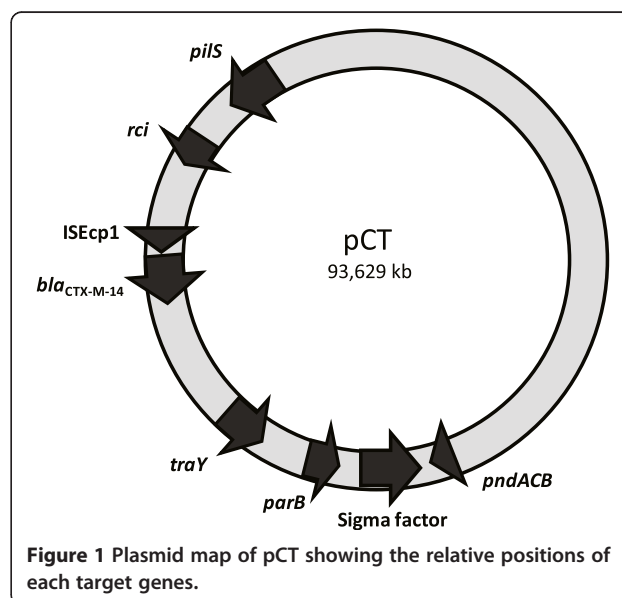 pilS
rci
ISEcp1
blaCTX-M-14
pCT
93,629 kb
traY
parB
Sigma factor
pndACB
Figure 1 Plasmid map of pCT showing the relative positions of
each target genes.